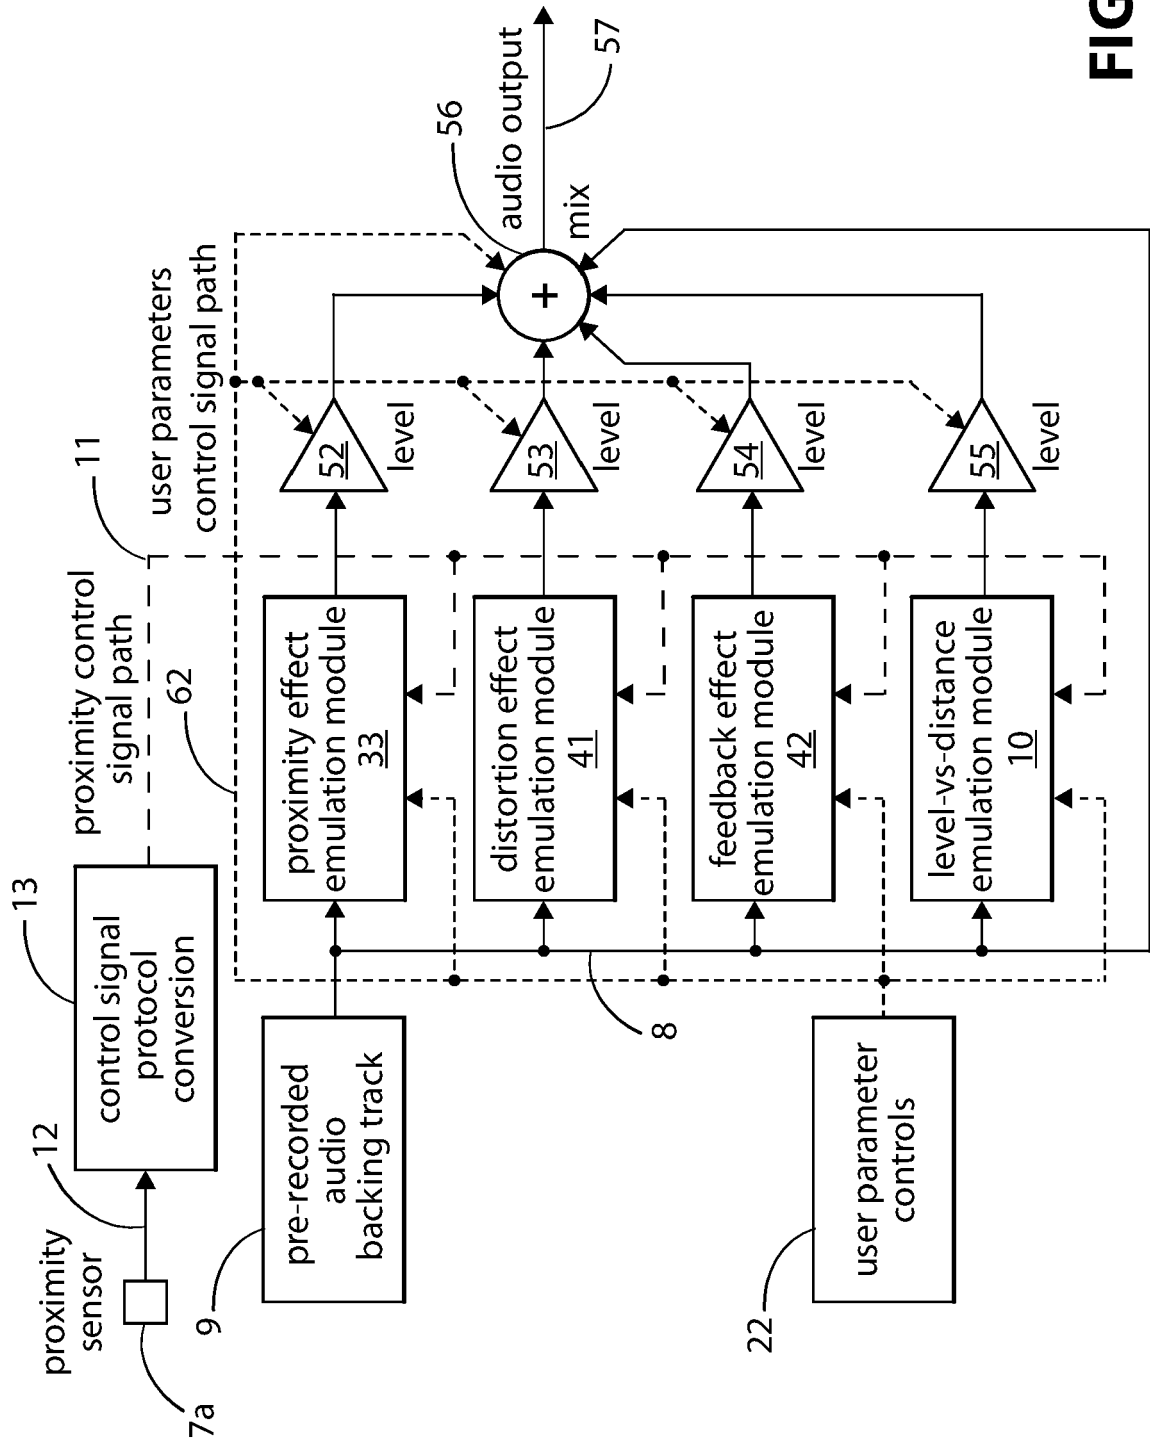 proximity
sensor
7a
12
13
control signal
protocol
conversion
proximity control
signal path
11
user parameters
control signal path
62
9
pre-recorded
audio
backing track
8
22
user parameter
controls
proximity effect
emulation module
33
distortion effect
emulation module
41
feedback effect
emulation module
42
level-vs-distance
emulation module
10
52
level
53
level
54
level
55
level
+
56
mix
audio output
57
FIG